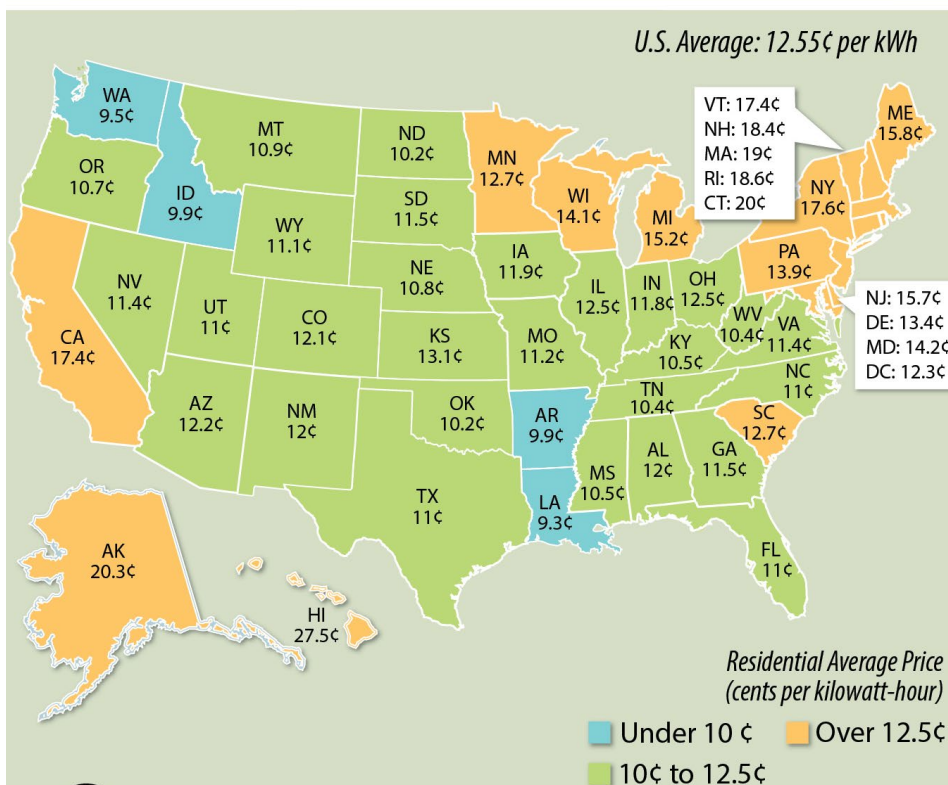 U.S. Average: 12.55¢ per kWh
WA
9.5¢
MT
10.9¢
ND
10.2¢
MN
12.7¢
VT: 17.4¢
NH: 18.4¢
MA: 19¢
RI: 18.6¢
CT: 20¢
ME
15.8¢
OR
10.7¢
ID
9.9¢
SD
11.5¢
WI
14.1¢
MI
15.2¢
NY
17.6¢
WY
11.1¢
IA
11.9¢
PA
13.9¢
NV
11.4¢
UT
11¢
CO
12.1¢
NE
10.8¢
IL
12.5¢
IN
11.8¢
OH
12.5¢
NJ: 15.7¢
DE: 13.4¢
MD: 14.2¢
DC: 12.3¢
CA
17.4¢
KS
13.1¢
MO
11.2¢
KY
10.5¢
WV
10.4¢
VA
11.4¢
AZ
12.2¢
NM
12¢
OK
10.2¢
AR
9.9¢
TN
10.4¢
NC
11¢
SC
12.7¢
TX
11¢
LA
9.3¢
MS
10.5¢
AL
12¢
GA
11.5¢
FL
11¢
AK
20.3¢
HI
27.5¢
Residential Average Price
(cents per kilowatt-hour)
Under 10 ¢
Over 12.5¢
10¢ to 12.5¢